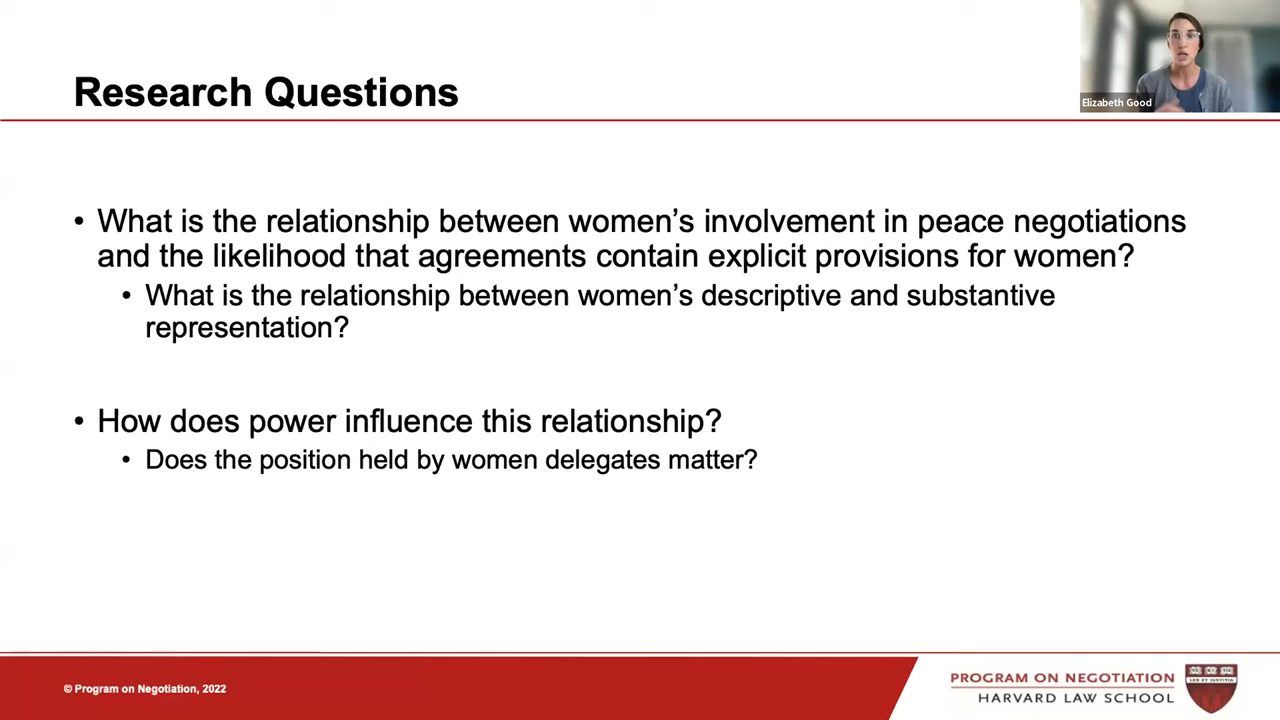 Research Questions
Elizabeth Good
• What is the relationship between women’s involvement in peace negotiations
and the likelihood that agreements contain explicit provisions for women?
• What is the relationship between women’s descriptive and substantive
representation?
• How does power influence this relationship?
• Does the position held by women delegates matter?
© Program on Negotiation, 2022
PROGRAM ON NEGOTIATION
HARVARD LAW SCHOOL